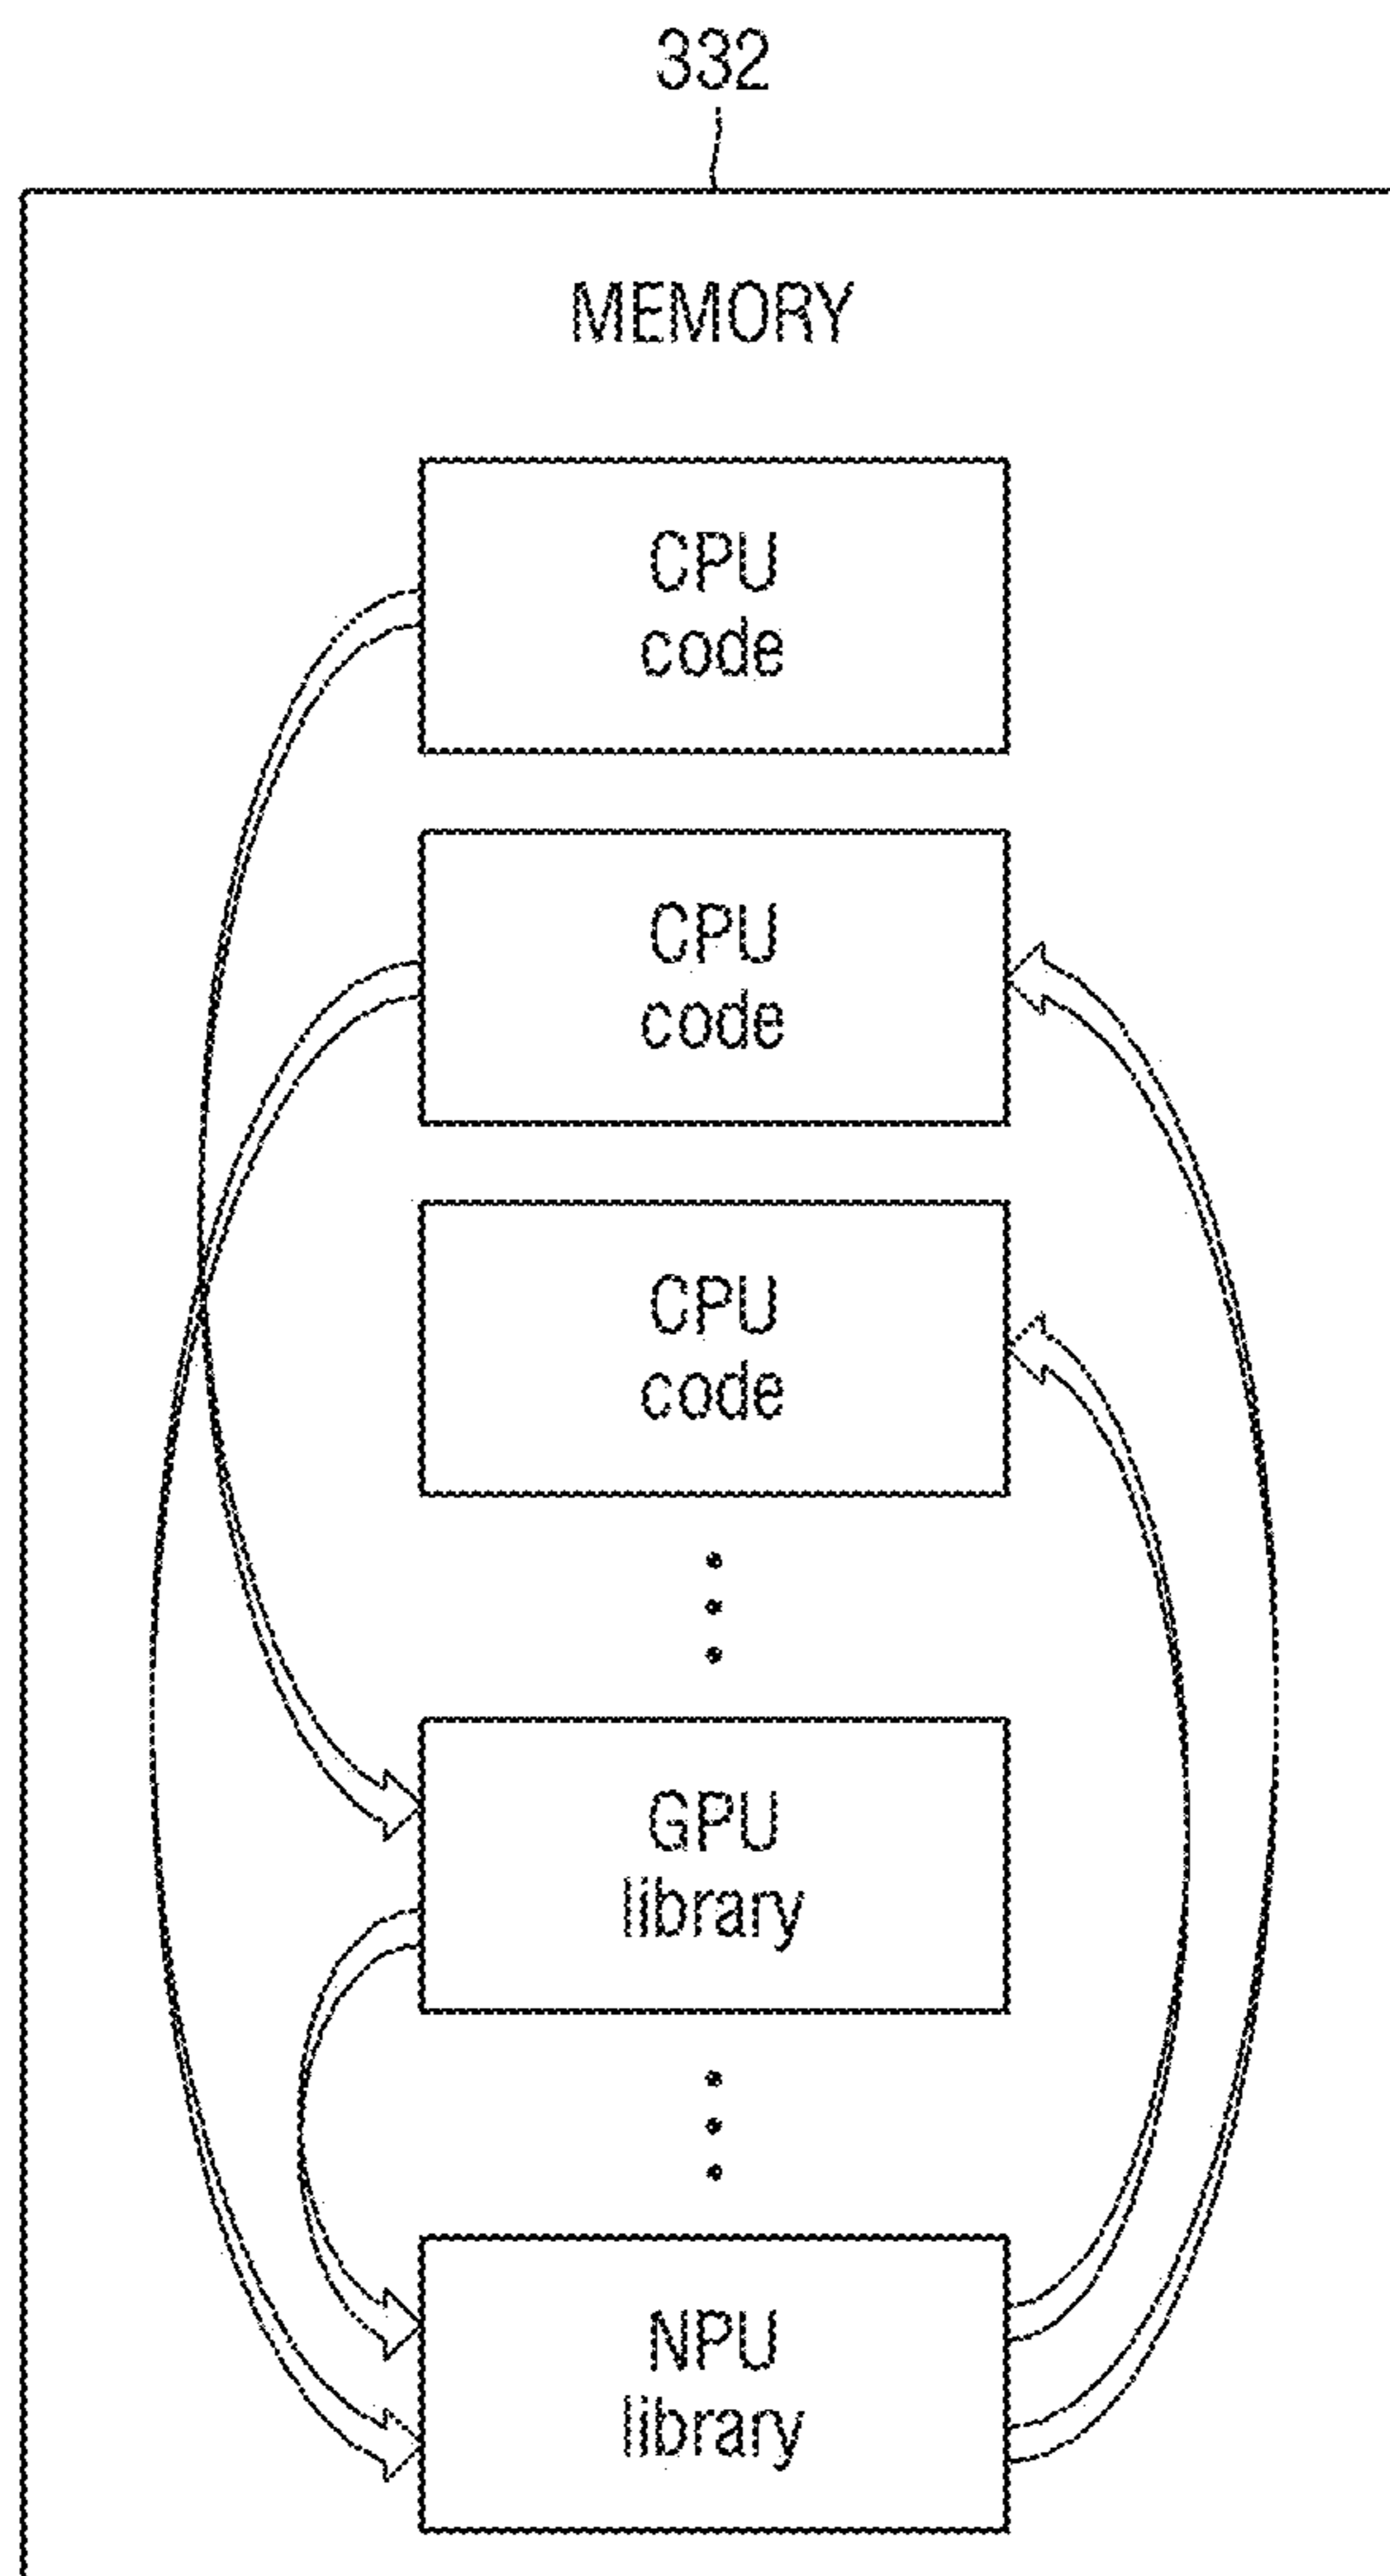 332
MEMORY
CPU
code
CPU
code
CPU
code
GPU
library
NPU
library